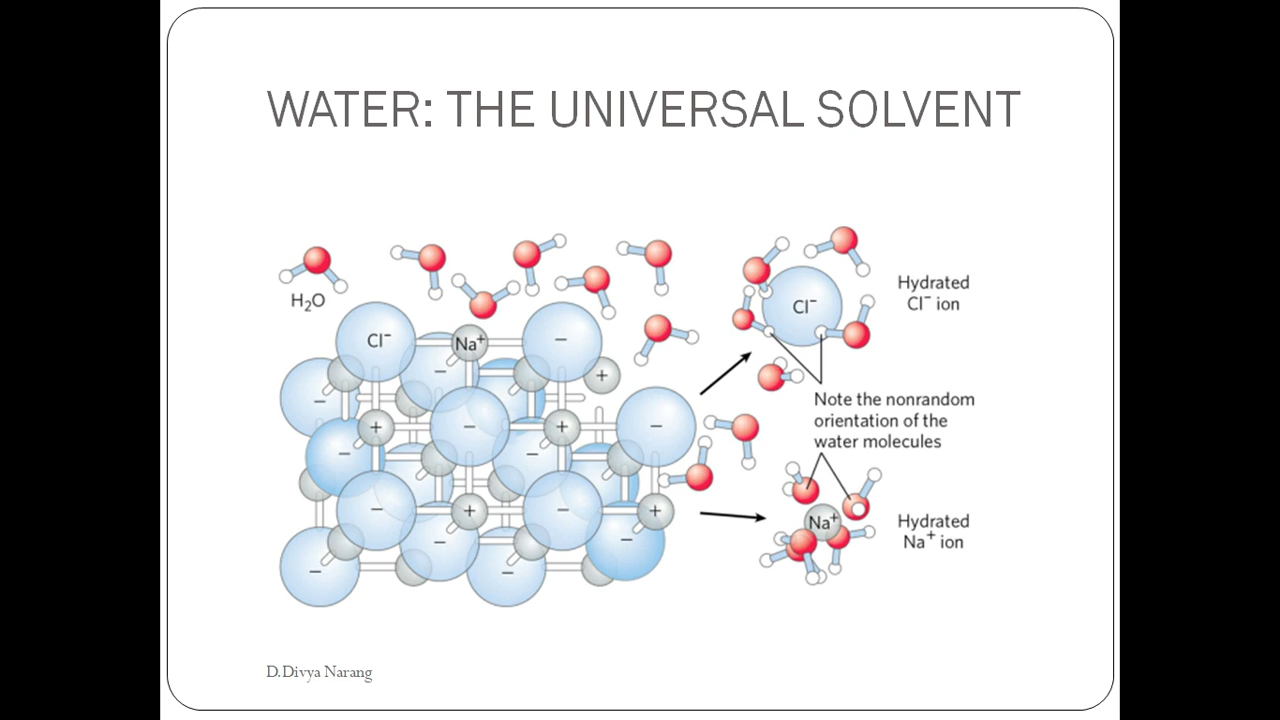 WATER: THE UNIVERSAL SOLVENT
H₂O
Cl⁻
Na⁺
−
+
−
−
+
−
+
−
−
−
−
−
+
−
+
−
−
−
−
Cl⁻
Hydrated
Cl⁻ ion
Note the nonrandom
orientation of the
water molecules
Na⁺
Hydrated
Na⁺ ion
D.Divya Narang